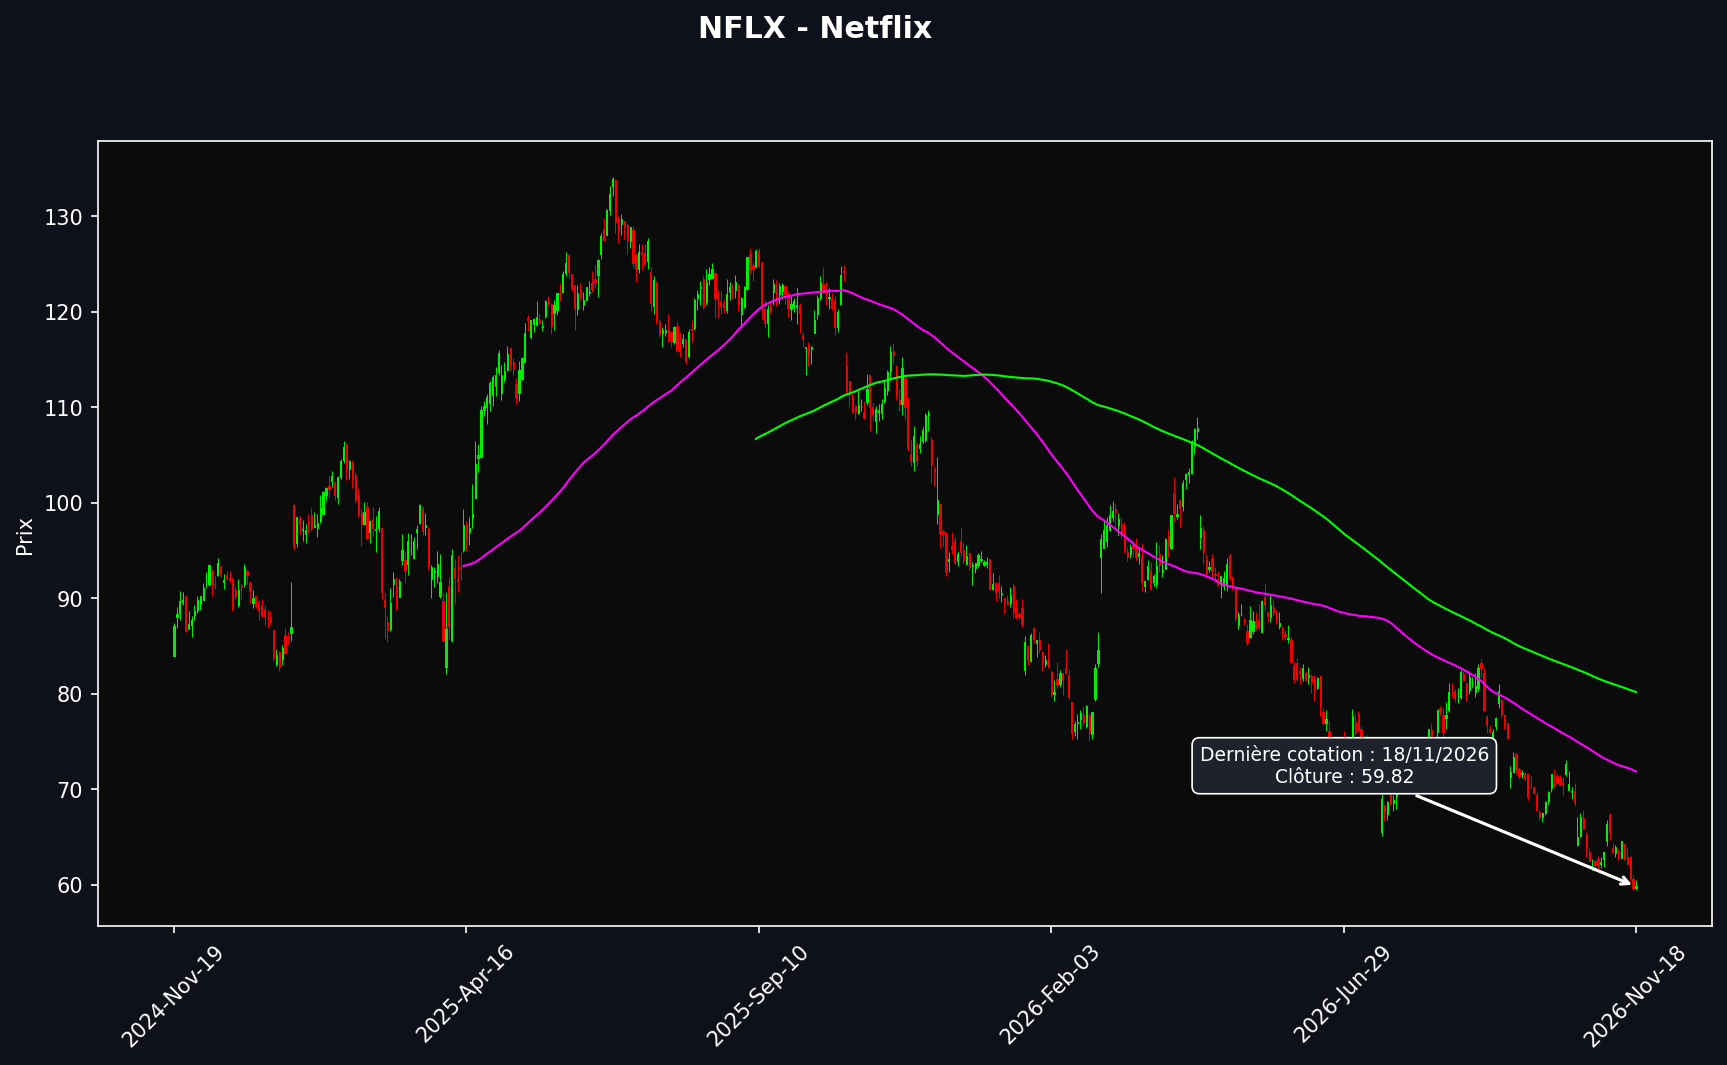 NFLX - Netflix
Prix
130
120
110
100
90
80
70
60
Dernière cotation : 18/11/2026
Clôture : 59.82
2024-Nov-19
2025-Apr-16
2025-Sep-10
2026-Feb-03
2026-Jun-29
2026-Nov-18